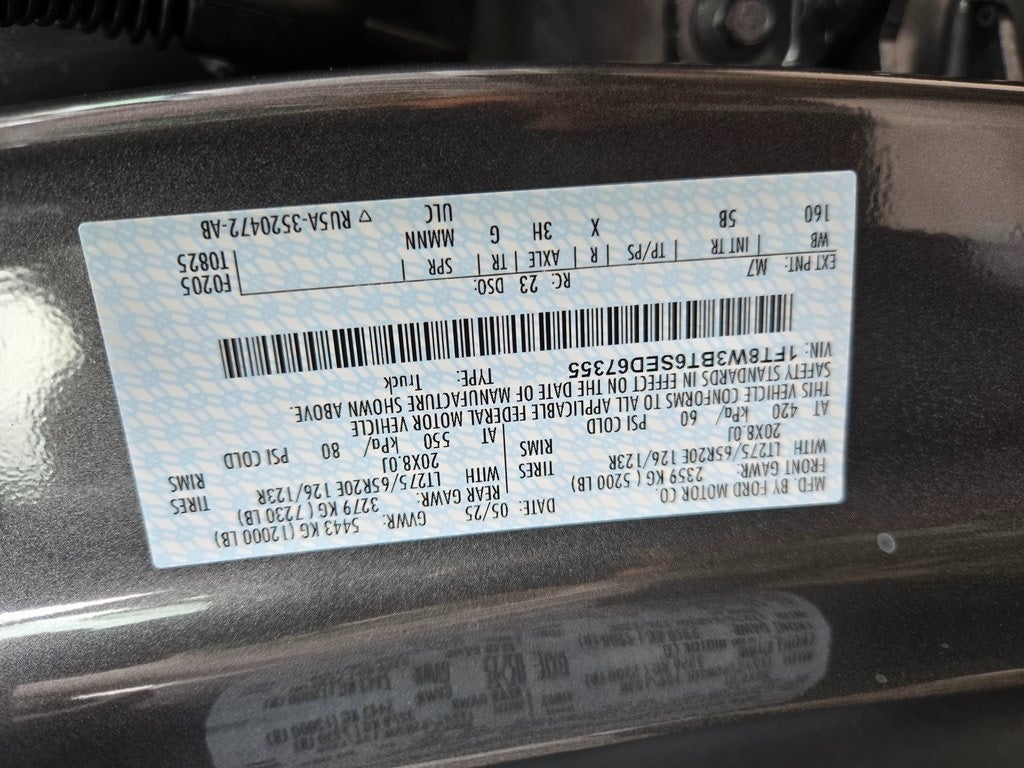 MFD. BY FORD MOTOR CO.
DATE: 05/25 GVWR: 5443 KG (12000 LB)
FRONT GAWR: 2359 KG ( 5200 LB) REAR GAWR: 3279 KG ( 7230 LB)
WITH LT275/65R20E 126/123R TIRES WITH LT275/65R20E 126/123R TIRES
20X8.0J RIMS 20X8.0J RIMS
AT 420 kPa/ 60 PSI COLD AT 550 kPa/ 80 PSI COLD
THIS VEHICLE CONFORMS TO ALL APPLICABLE FEDERAL MOTOR VEHICLE
SAFETY STANDARDS IN EFFECT ON THE DATE OF MANUFACTURE SHOWN ABOVE.
VIN: 1FT8W3BT6SED67355 TYPE: Truck
EXT PNT: M7 RC: 23 DSO: F0205
WB | INT TR | TP/PS | R | AXLE | TR | SPR T0825
160 5B X 3H G MMNN
ULC ▽ RU5A-3520472-AB